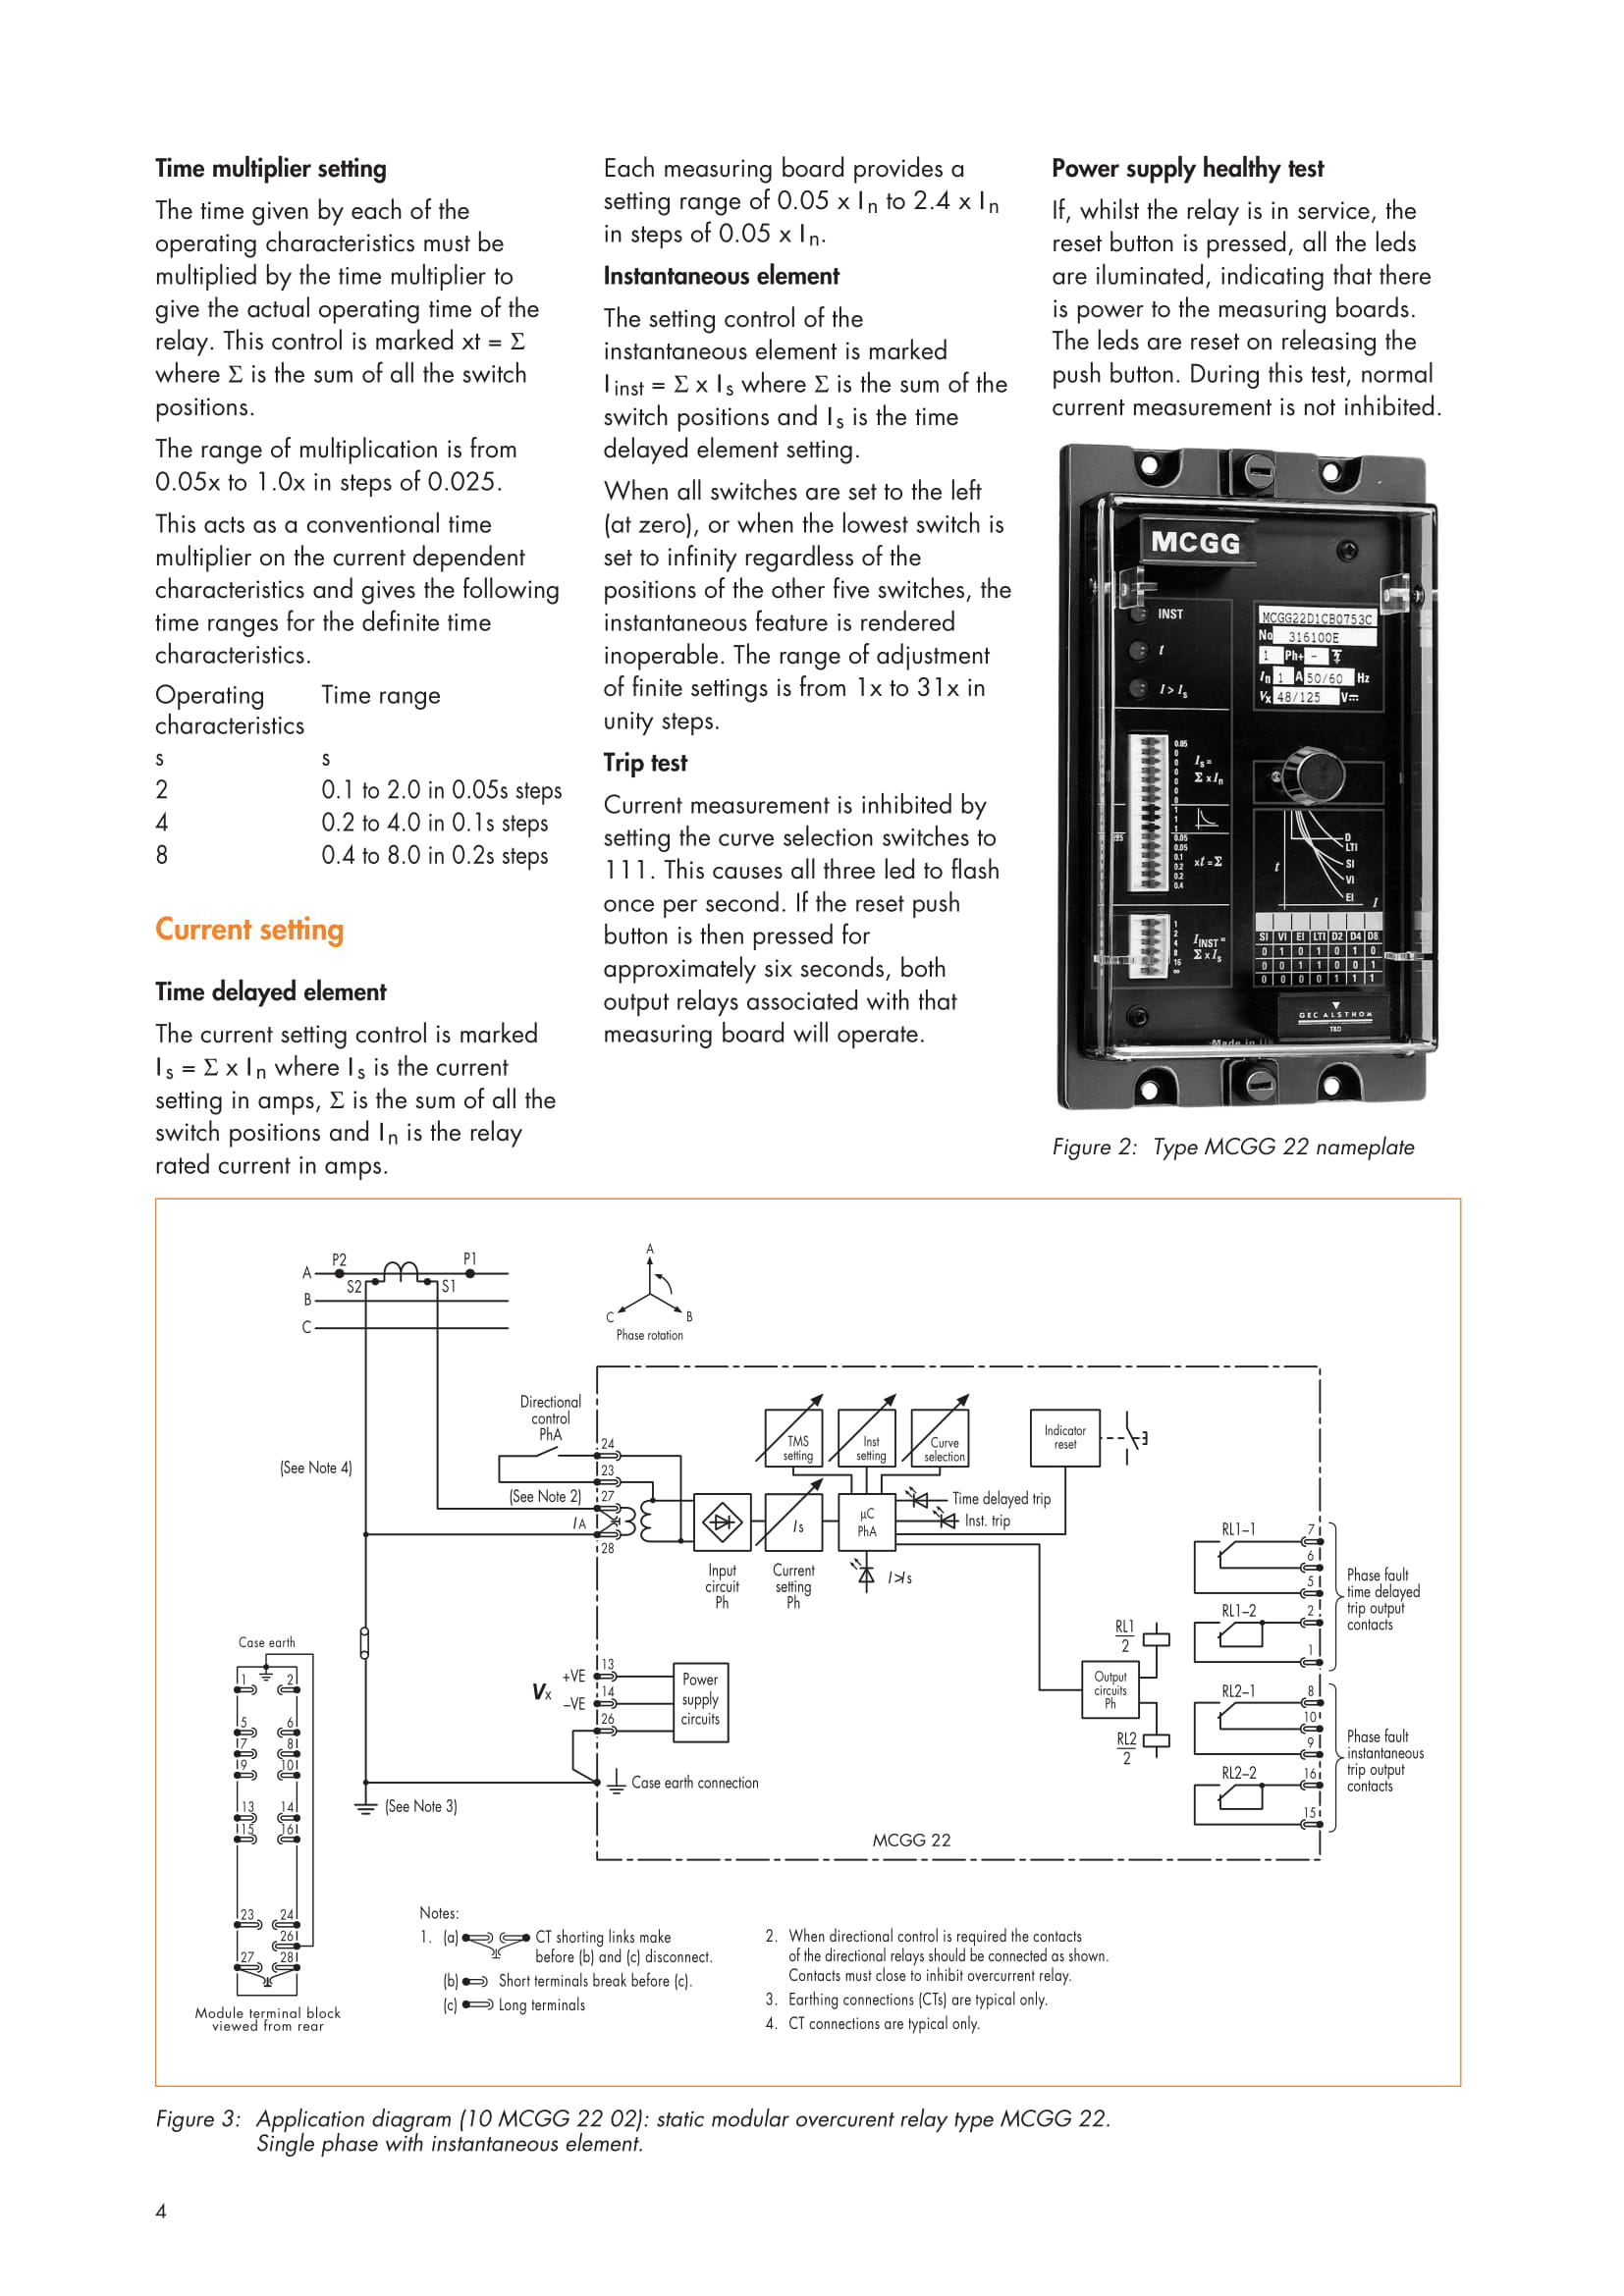 Time multiplier setting
The time given by each of the
operating characteristics must be
multiplied by the time multiplier to
give the actual operating time of the
relay. This control is marked xt = Σ
where Σ is the sum of all the switch
positions.
The range of multiplication is from
0.05x to 1.0x in steps of 0.025.
This acts as a conventional time
multiplier on the current dependent
characteristics and gives the following
time ranges for the definite time
characteristics.
Operating Time range
characteristics
s s
2 0.1 to 2.0 in 0.05s steps
4 0.2 to 4.0 in 0.1s steps
8 0.4 to 8.0 in 0.2s steps
Current setting
Time delayed element
The current setting control is marked
Is = Σ x In where Is is the current
setting in amps, Σ is the sum of all the
switch positions and In is the relay
rated current in amps.
Each measuring board provides a
setting range of 0.05 x In to 2.4 x In
in steps of 0.05 x In.
Instantaneous element
The setting control of the
instantaneous element is marked
Iinst = Σ x Is where Σ is the sum of the
switch positions and Is is the time
delayed element setting.
When all switches are set to the left
(at zero), or when the lowest switch is
set to infinity regardless of the
positions of the other five switches, the
instantaneous feature is rendered
inoperable. The range of adjustment
of finite settings is from 1x to 31x in
unity steps.
Trip test
Current measurement is inhibited by
setting the curve selection switches to
111. This causes all three led to flash
once per second. If the reset push
button is then pressed for
approximately six seconds, both
output relays associated with that
measuring board will operate.
Power supply healthy test
If, whilst the relay is in service, the
reset button is pressed, all the leds
are iluminated, indicating that there
is power to the measuring boards.
The leds are reset on releasing the
push button. During this test, normal
current measurement is not inhibited.
MCGG
INST
t
I > Is
MCGG22D1CB0753C
No 316100E
1 Ph+ -
In 1 A 50/60 Hz
Vx 48/125 V
0.05
0
0
0
0
0
0
Is =
Σ x In
1
1
1
0.05
0.05
0.1
0.2
0.2
0.4
xt = Σ
1
2
4
8
16
∞
IINST =
Σ x Is
D
LTI
SI
VI
EI
t
I
SI VI EI LTI D2 D4 D8
0 1 0 1 0 1 0
0 0 1 1 0 0 1
0 0 0 0 1 1 1
GEC ALSTHOM
T&D
Made in
Figure 2: Type MCGG 22 nameplate
P2 P1
A
S2 S1
B
C
A
C B
Phase rotation
Directional
control
PhA
24
23
(See Note 4)
(See Note 2)
27
IA
28
TMS
setting
Inst
setting
Curve
selection
Indicator
reset
Is
µC
PhA
Time delayed trip
Inst. trip
I>Is
Input
circuit
Ph
Current
setting
Ph
RL1–1
7
6
5
RL1–2
2
1
Phase fault
time delayed
trip output
contacts
RL1
2
Output
circuits
Ph
RL2
2
RL2–1
8
10
9
RL2–2
16
15
Phase fault
instantaneous
trip output
contacts
Vx
+VE
–VE
13
14
26
Power
supply
circuits
Case earth connection
(See Note 3)
MCGG 22
Case earth
1 2
5 6
7 8
9 10
13 14
15 16
23 24
26
27 28
Module terminal block
viewed from rear
Notes:
1. (a) CT shorting links make
before (b) and (c) disconnect.
(b) Short terminals break before (c).
(c) Long terminals
2. When directional control is required the contacts
of the directional relays should be connected as shown.
Contacts must close to inhibit overcurrent relay.
3. Earthing connections (CTs) are typical only.
4. CT connections are typical only.
Figure 3: Application diagram (10 MCGG 22 02): static modular overcurent relay type MCGG 22.
Single phase with instantaneous element.
4